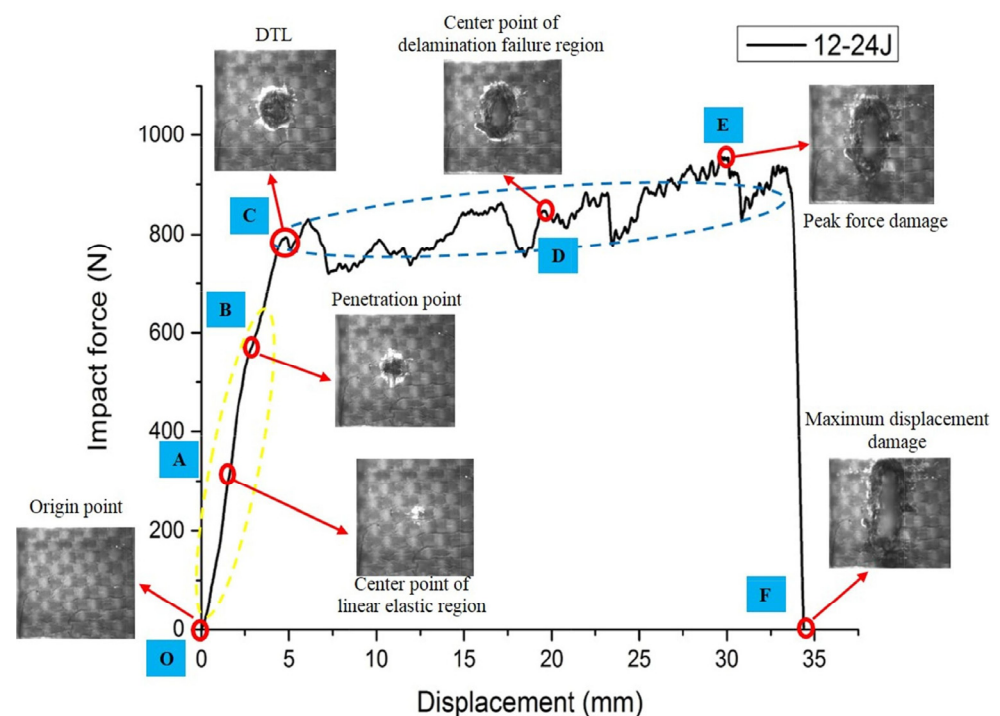 DTL
Center point of
delamination failure region
12-24J
E
Peak force damage
C
D
B
Penetration point
A
Maximum displacement
damage
Origin point
Center point of
linear elastic region
F
O
Impact force (N)
1000
800
600
400
200
0
0 5 10 15 20 25 30 35
Displacement (mm)